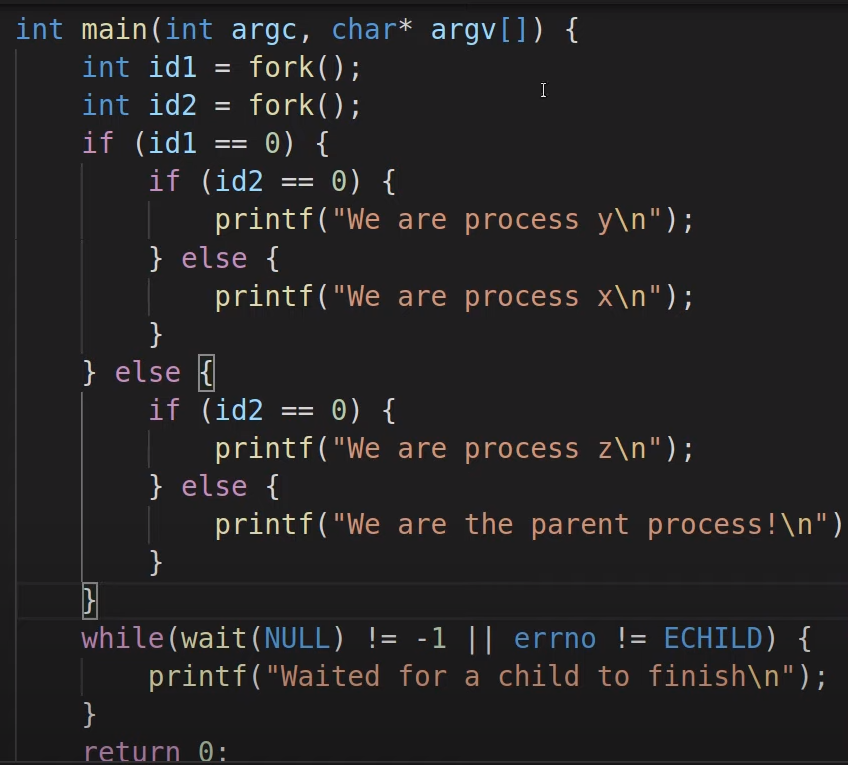 int main(int argc, char* argv[]) {
    int id1 = fork();
    int id2 = fork();
    if (id1 == 0) {
        if (id2 == 0) {
            printf("We are process y\n");
        } else {
            printf("We are process x\n");
        }
    } else {
        if (id2 == 0) {
            printf("We are process z\n");
        } else {
            printf("We are the parent process!\n")
        }
    }
    while(wait(NULL) != -1 || errno != ECHILD) {
        printf("Waited for a child to finish\n");
    }
    return 0;